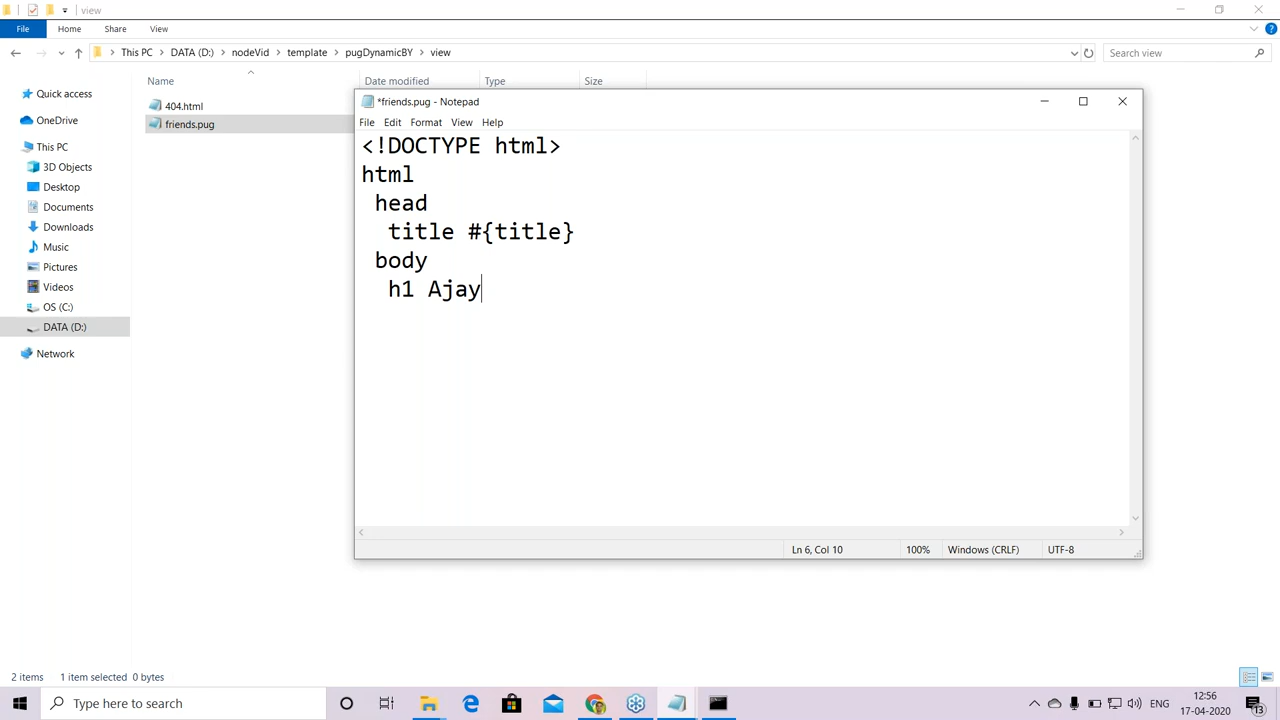 view
File
Home
Share
View
This PC
DATA (D:)
nodeVid
template
pugDynamicBY
view
Search view
Name
Date modified
Type
Size
Quick access
OneDrive
This PC
3D Objects
Desktop
Documents
Downloads
Music
Pictures
Videos
OS (C:)
DATA (D:)
Network
404.html
friends.pug
*friends.pug - Notepad
File Edit Format View Help
<!DOCTYPE html>
html
 head
  title #{title}
 body
  h1 Ajay
Ln 6, Col 10
100%
Windows (CRLF)
UTF-8
2 items
1 item selected 0 bytes
Type here to search
ENG
12:56
17-04-2020
13